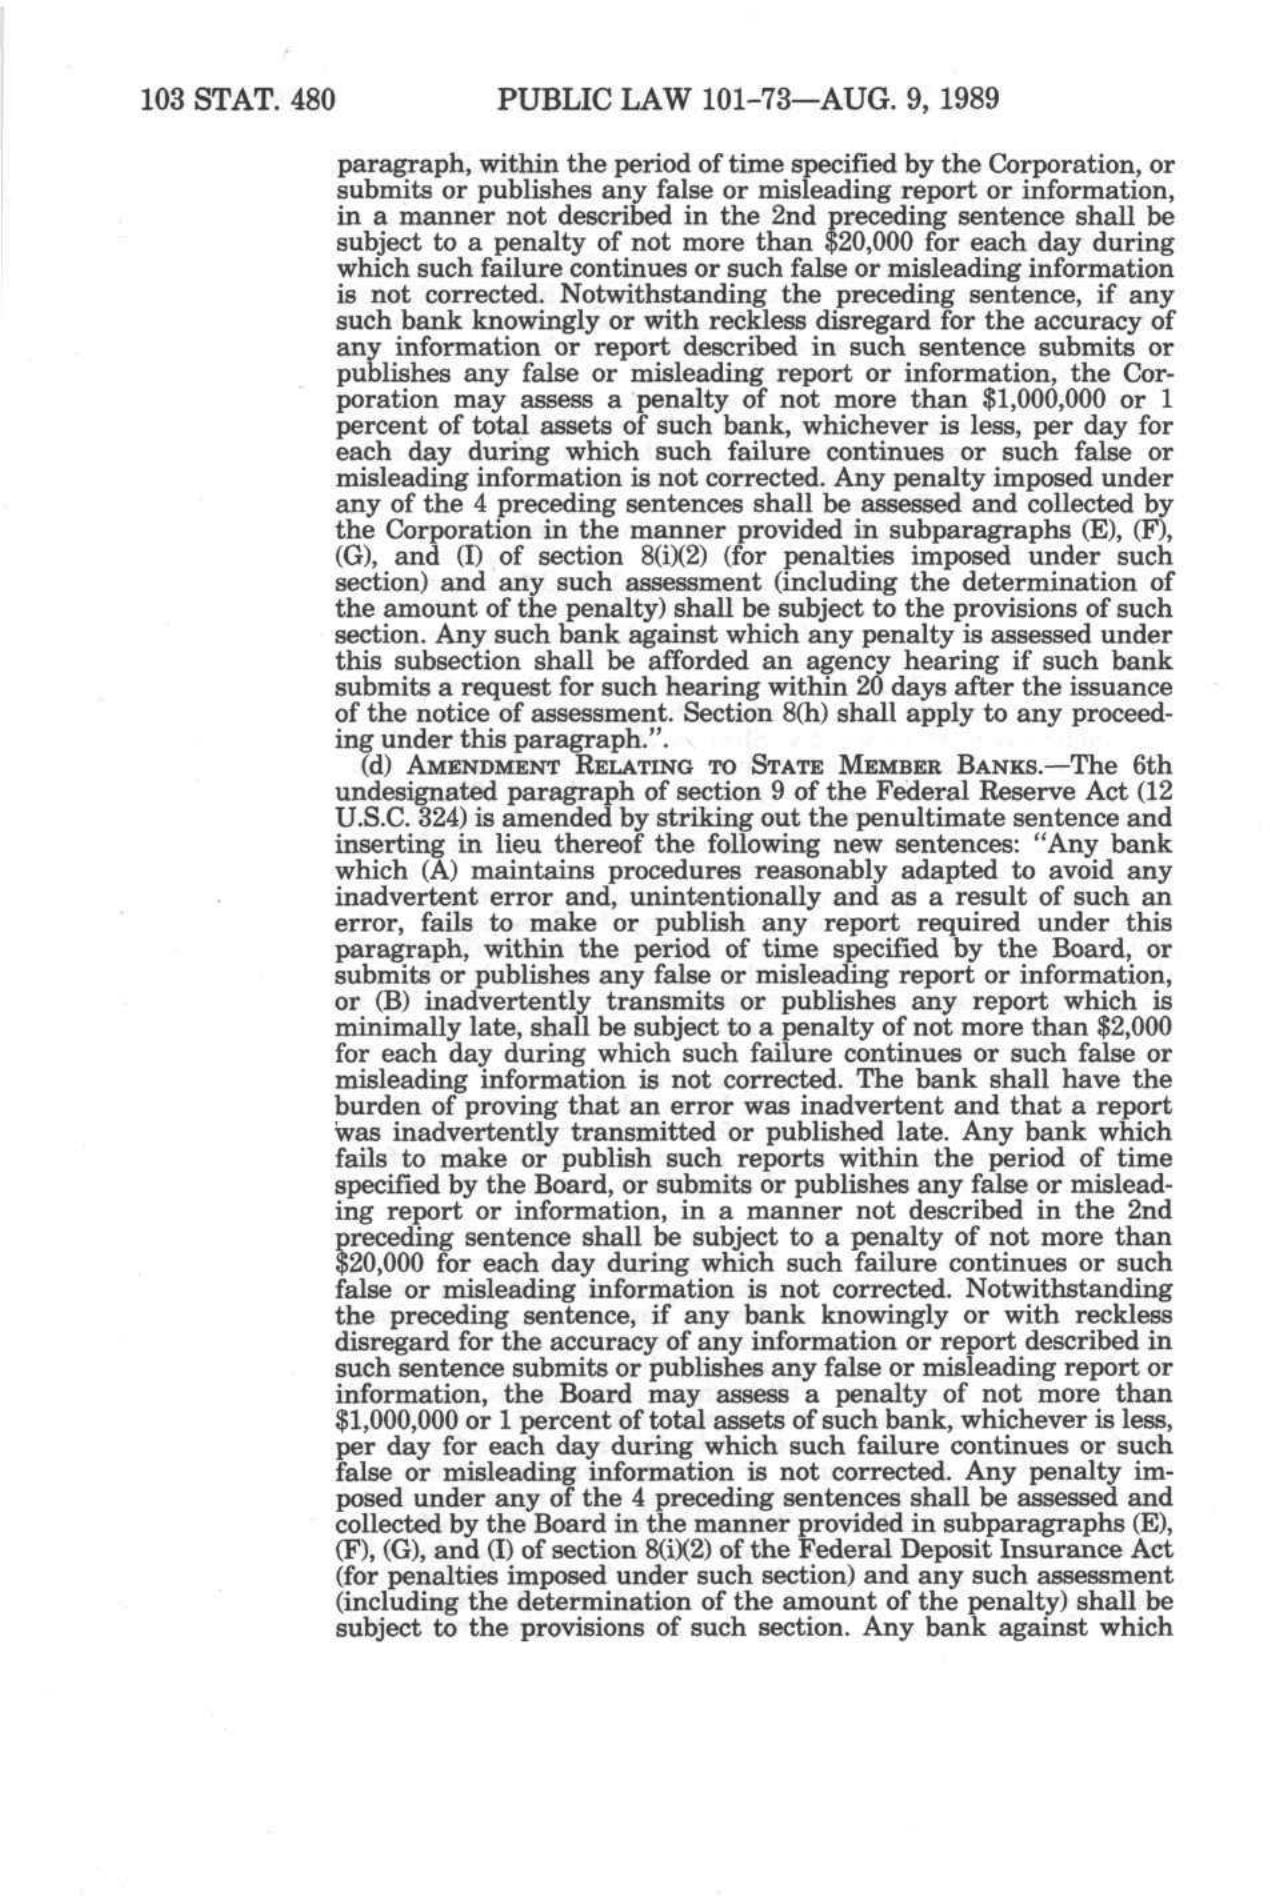 103 STAT. 480
PUBLIC LAW 101-73—AUG. 9, 1989
paragraph, within the period of time specified by the Corporation, or
submits or publishes any false or misleading report or information,
in a manner not described in the 2nd preceding sentence shall be
subject to a penalty of not more than $20,000 for each day during
which such failure continues or such false or misleading information
is not corrected. Notwithstanding the preceding sentence, if any
such bank knowingly or with reckless disregard for the accuracy of
any information or report described in such sentence submits or
publishes any false or misleading report or information, the Cor-
poration may assess a penalty of not more than $1,000,000 or 1
percent of total assets of such bank, whichever is less, per day for
each day during which such failure continues or such false or
misleading information is not corrected. Any penalty imposed under
any of the 4 preceding sentences shall be assessed and collected by
the Corporation in the manner provided in subparagraphs (E), (F),
(G), and (I) of section 8(i)(2) (for penalties imposed under such
section) and any such assessment (including the determination of
the amount of the penalty) shall be subject to the provisions of such
section. Any such bank against which any penalty is assessed under
this subsection shall be afforded an agency hearing if such bank
submits a request for such hearing within 20 days after the issuance
of the notice of assessment. Section 8(h) shall apply to any proceed-
ing under this paragraph.”.
(d) AMENDMENT RELATING TO STATE MEMBER BANKS.—The 6th
undesignated paragraph of section 9 of the Federal Reserve Act (12
U.S.C. 324) is amended by striking out the penultimate sentence and
inserting in lieu thereof the following new sentences: “Any bank
which (A) maintains procedures reasonably adapted to avoid any
inadvertent error and, unintentionally and as a result of such an
error, fails to make or publish any report required under this
paragraph, within the period of time specified by the Board, or
submits or publishes any false or misleading report or information,
or (B) inadvertently transmits or publishes any report which is
minimally late, shall be subject to a penalty of not more than $2,000
for each day during which such failure continues or such false or
misleading information is not corrected. The bank shall have the
burden of proving that an error was inadvertent and that a report
was inadvertently transmitted or published late. Any bank which
fails to make or publish such reports within the period of time
specified by the Board, or submits or publishes any false or mislead-
ing report or information, in a manner not described in the 2nd
preceding sentence shall be subject to a penalty of not more than
$20,000 for each day during which such failure continues or such
false or misleading information is not corrected. Notwithstanding
the preceding sentence, if any bank knowingly or with reckless
disregard for the accuracy of any information or report described in
such sentence submits or publishes any false or misleading report or
information, the Board may assess a penalty of not more than
$1,000,000 or 1 percent of total assets of such bank, whichever is less,
per day for each day during which such failure continues or such
false or misleading information is not corrected. Any penalty im-
posed under any of the 4 preceding sentences shall be assessed and
collected by the Board in the manner provided in subparagraphs (E),
(F), (G), and (I) of section 8(i)(2) of the Federal Deposit Insurance Act
(for penalties imposed under such section) and any such assessment
(including the determination of the amount of the penalty) shall be
subject to the provisions of such section. Any bank against which